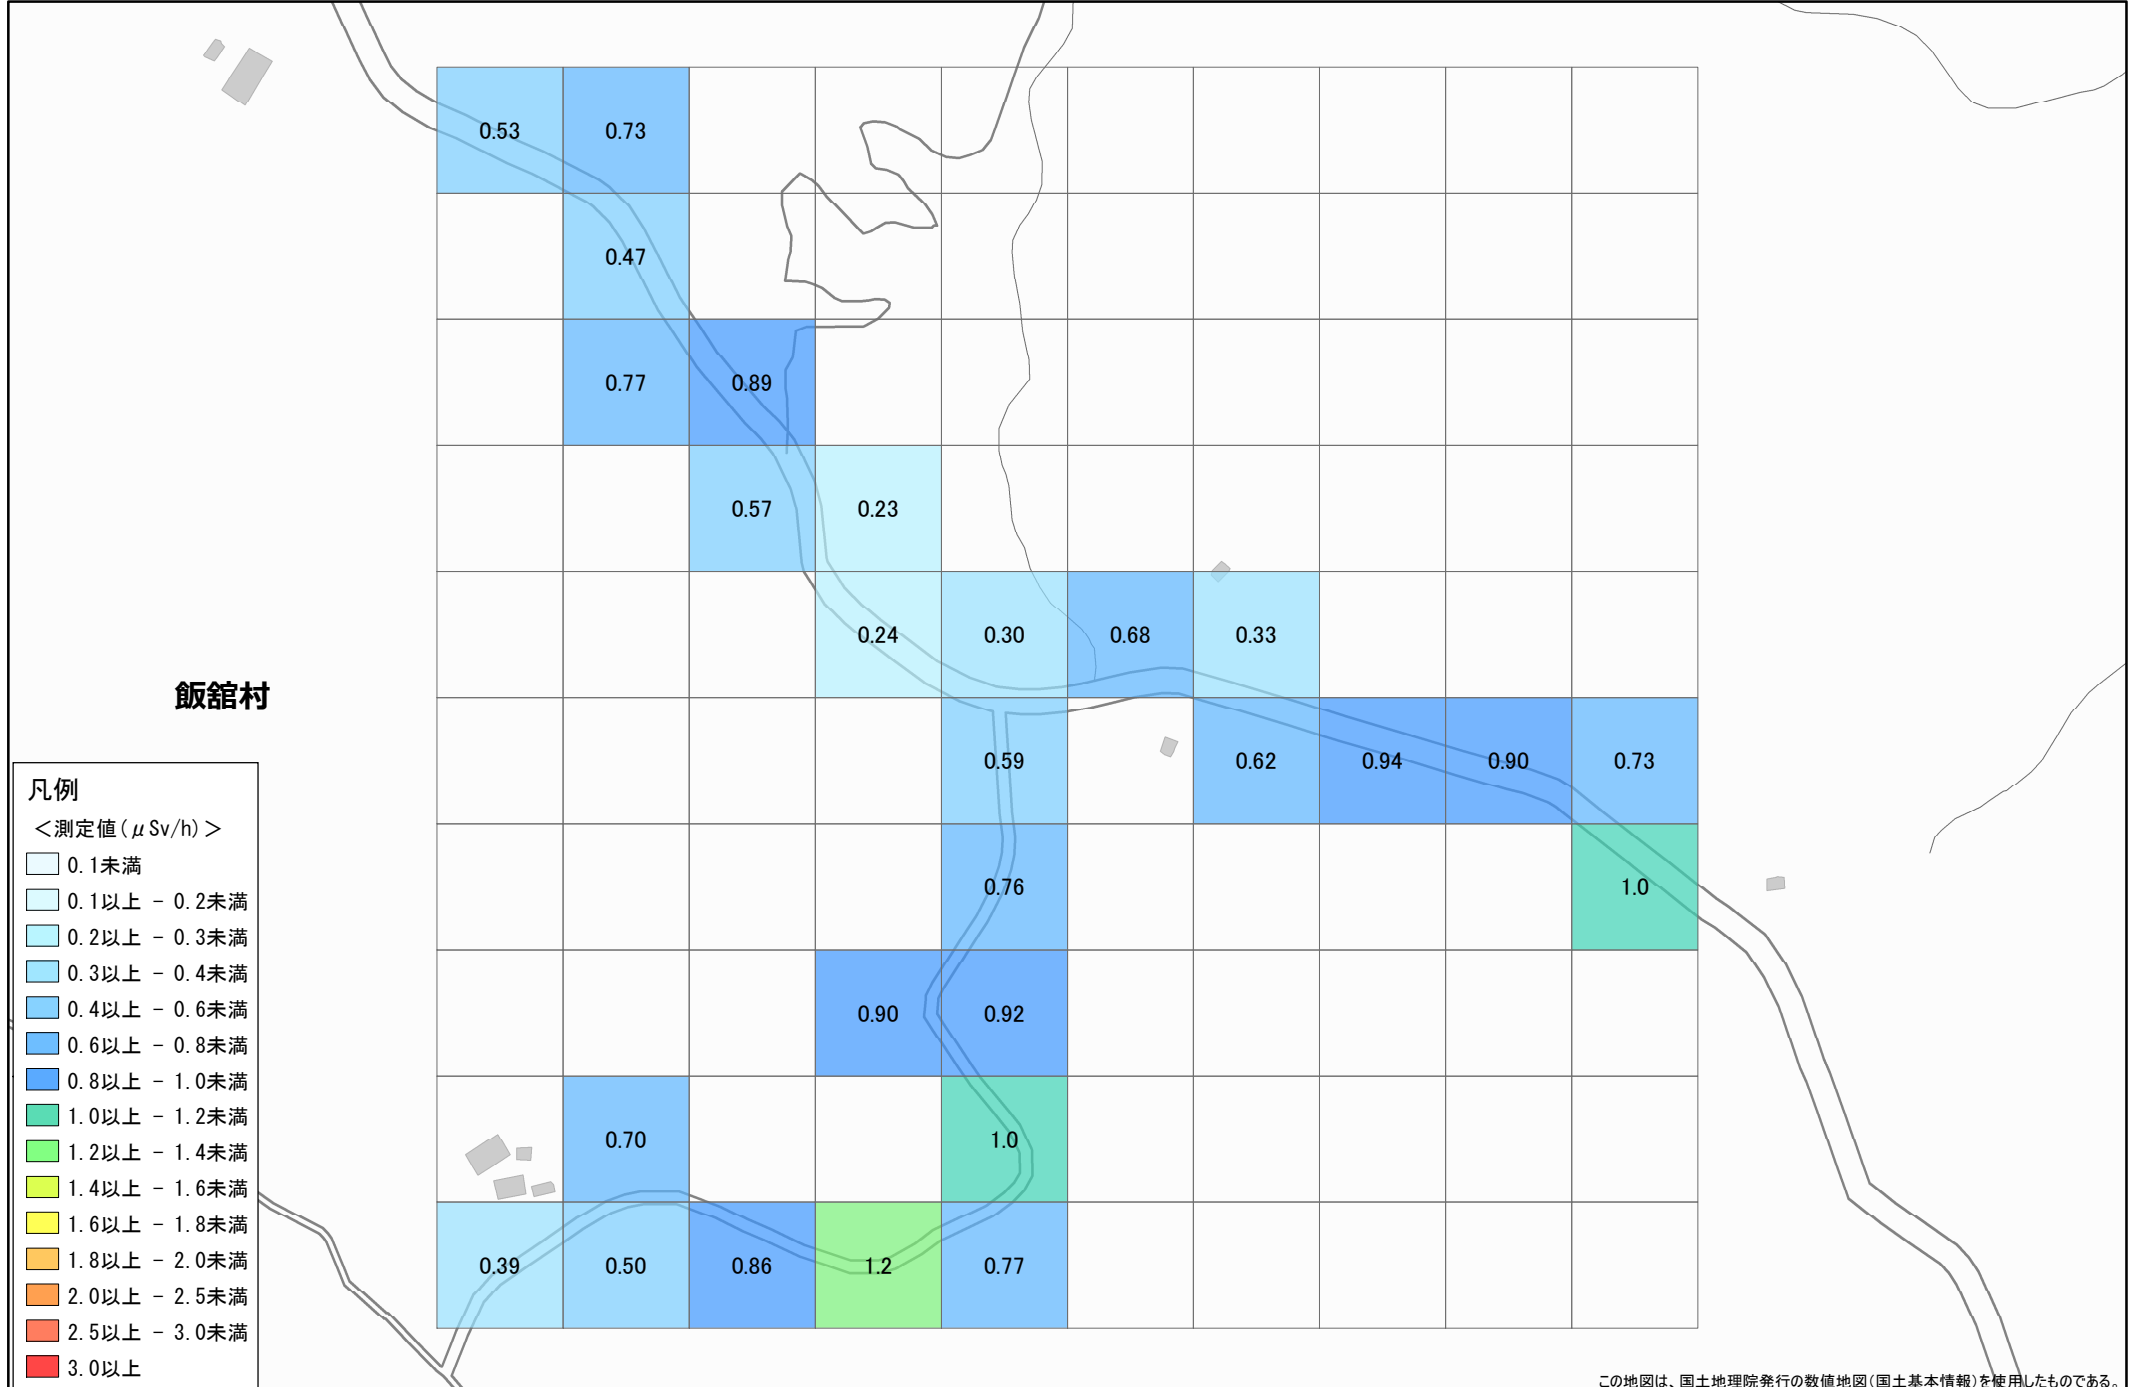 0.53 0.73
0.47
0.77 0.89
0.57 0.23
0.24 0.30 0.68 0.33
飯舘村
0.59 0.62 0.94 0.90 0.73
0.76 1.0
0.90 0.92
0.70 1.0
0.39 0.50 0.86 1.2 0.77
凡例
＜測定値(μSv/h)＞
0.1未満
0.1以上 － 0.2未満
0.2以上 － 0.3未満
0.3以上 － 0.4未満
0.4以上 － 0.6未満
0.6以上 － 0.8未満
0.8以上 － 1.0未満
1.0以上 － 1.2未満
1.2以上 － 1.4未満
1.4以上 － 1.6未満
1.6以上 － 1.8未満
1.8以上 － 2.0未満
2.0以上 － 2.5未満
2.5以上 － 3.0未満
3.0以上
この地図は、国土地理院発行の数値地図(国土基本情報)を使用したものである。